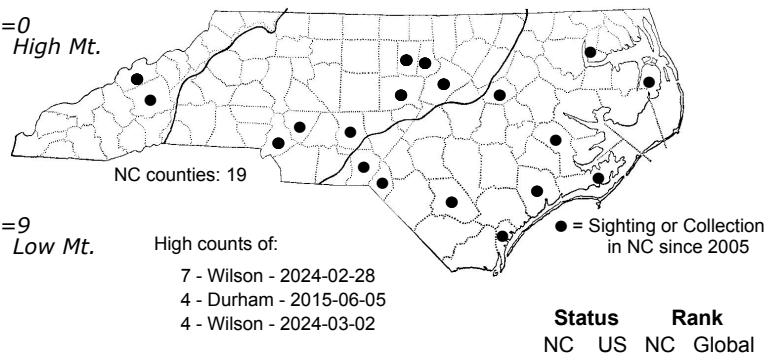 =0
High Mt.
NC counties: 19
=9
Low Mt.
● = Sighting or Collection
in NC since 2005
High counts of:
7 - Wilson - 2024-02-28
4 - Durham - 2015-06-05
4 - Wilson - 2024-03-02
Status Rank
NC US NC Global